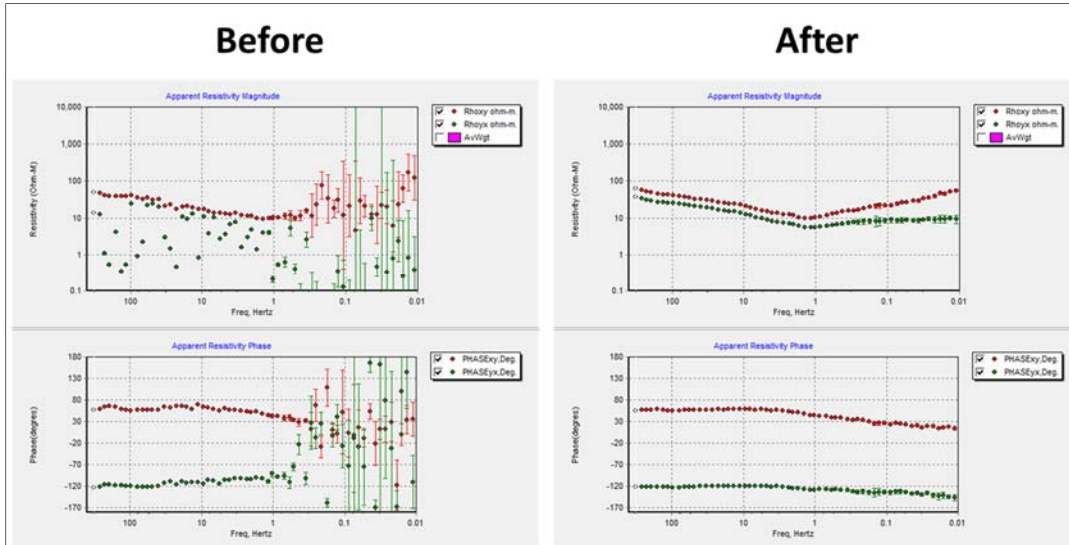 Before
After
Apparent Resistivity Magnitude
10,000
1,000
100
10
1
0.1
Resistivity (Ohm-M)
100
10
1
0.1
0.01
Freq, Hertz
Rhoxy ohm-m.
Rhoyx ohm-m.
AvWgt
Apparent Resistivity Magnitude
10,000
1,000
100
10
1
0.1
Resistivity (Ohm-M)
100
10
1
0.1
0.01
Freq, Hertz
Rhoxy ohm-m.
Rhoyx ohm-m.
AvWgt
Apparent Resistivity Phase
180
130
80
30
-20
-70
-120
-170
Phase(degres)
100
10
1
0.1
0.01
Freq, Hertz
PHASExy,Deg.
PHASEyx,Deg.
Apparent Resistivity Phase
180
130
80
30
-20
-70
-120
-170
Phase(degres)
100
10
1
0.1
0.01
Freq, Hertz
PHASExy,Deg.
PHASEyx,Deg.